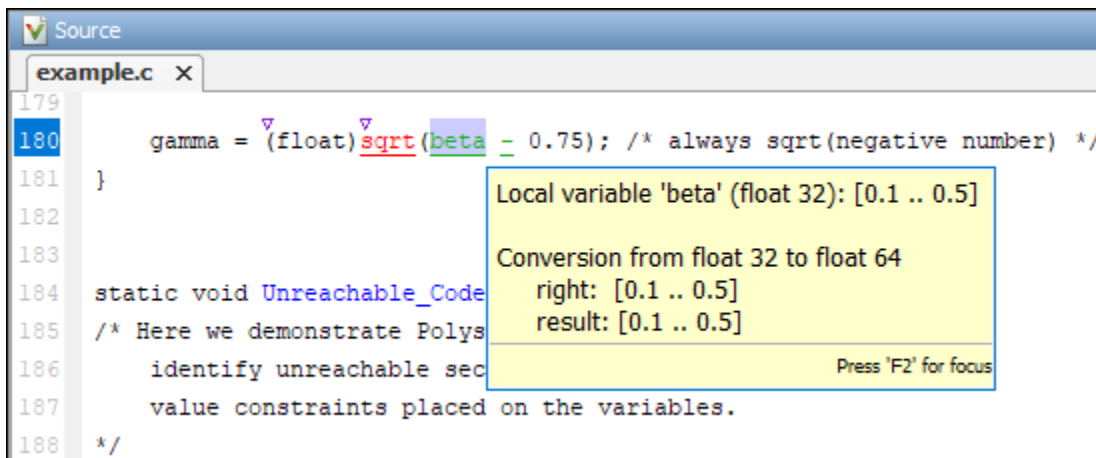 Source
example.c X
179
180 gamma = (float)sqrt(beta - 0.75); /* always sqrt(negative number) */
181 }
182
183
184 static void Unreachable_Code
185 /* Here we demonstrate Polys
186 identify unreachable sec
187 value constraints placed on the variables.
188 */
Local variable 'beta' (float 32): [0.1 .. 0.5]
Conversion from float 32 to float 64
right: [0.1 .. 0.5]
result: [0.1 .. 0.5]
Press 'F2' for focus